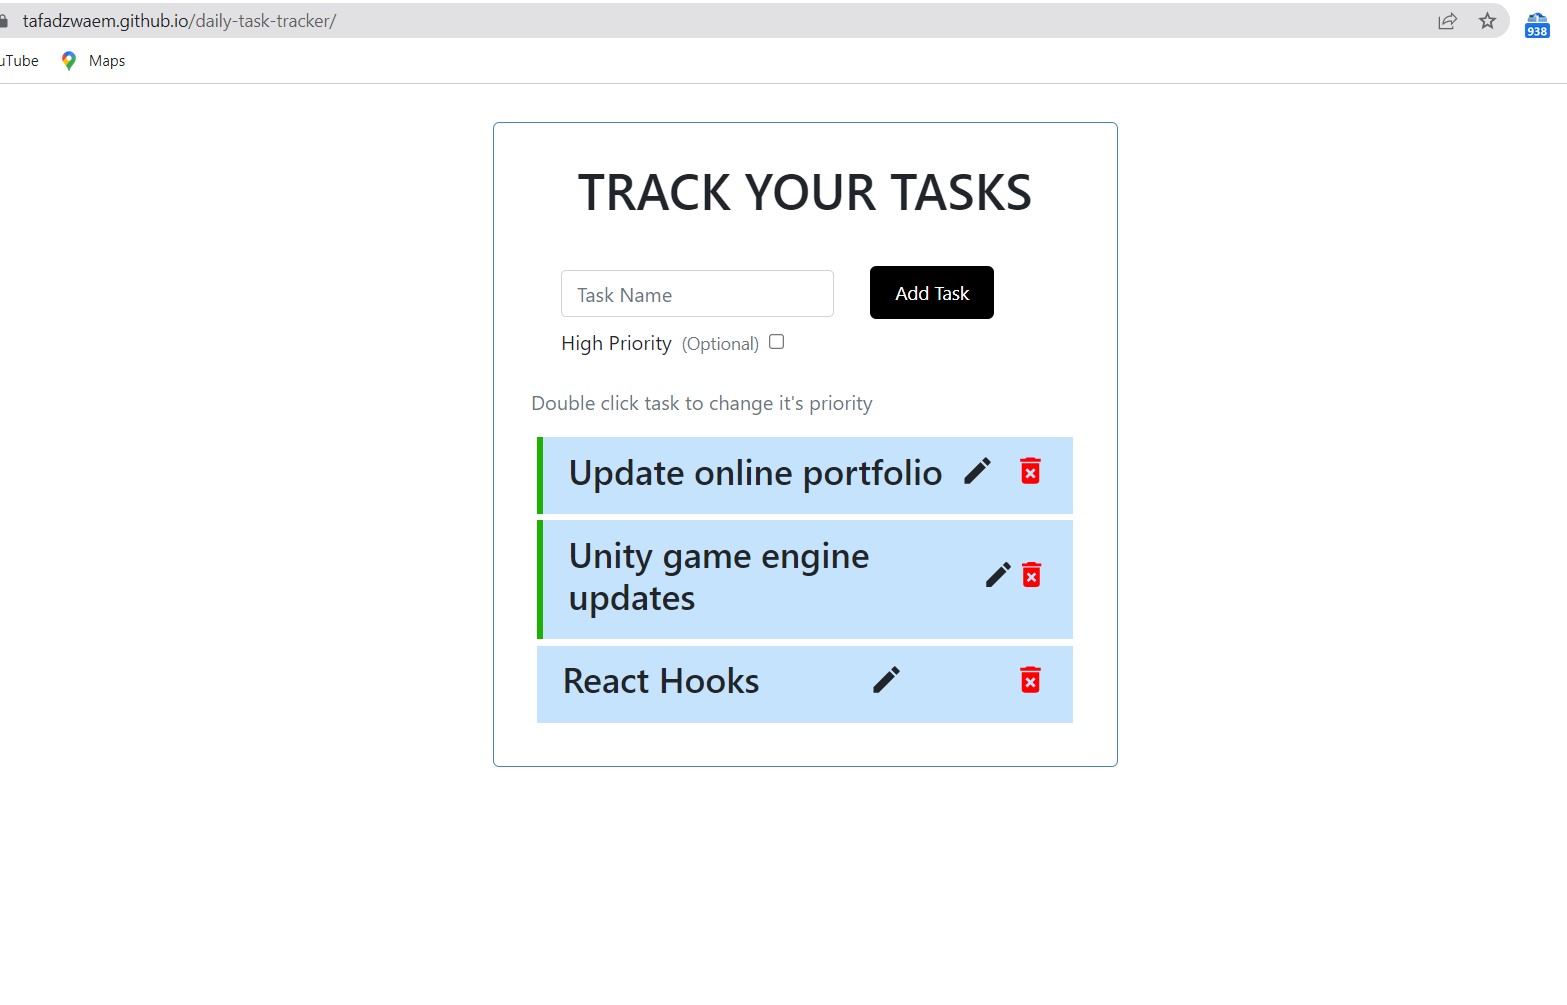 tafadzwaem.github.io/daily-task-tracker/
938
uTube Maps
TRACK YOUR TASKS
Task Name Add Task
High Priority (Optional)
Double click task to change it's priority
Update online portfolio
Unity game engine
updates
React Hooks